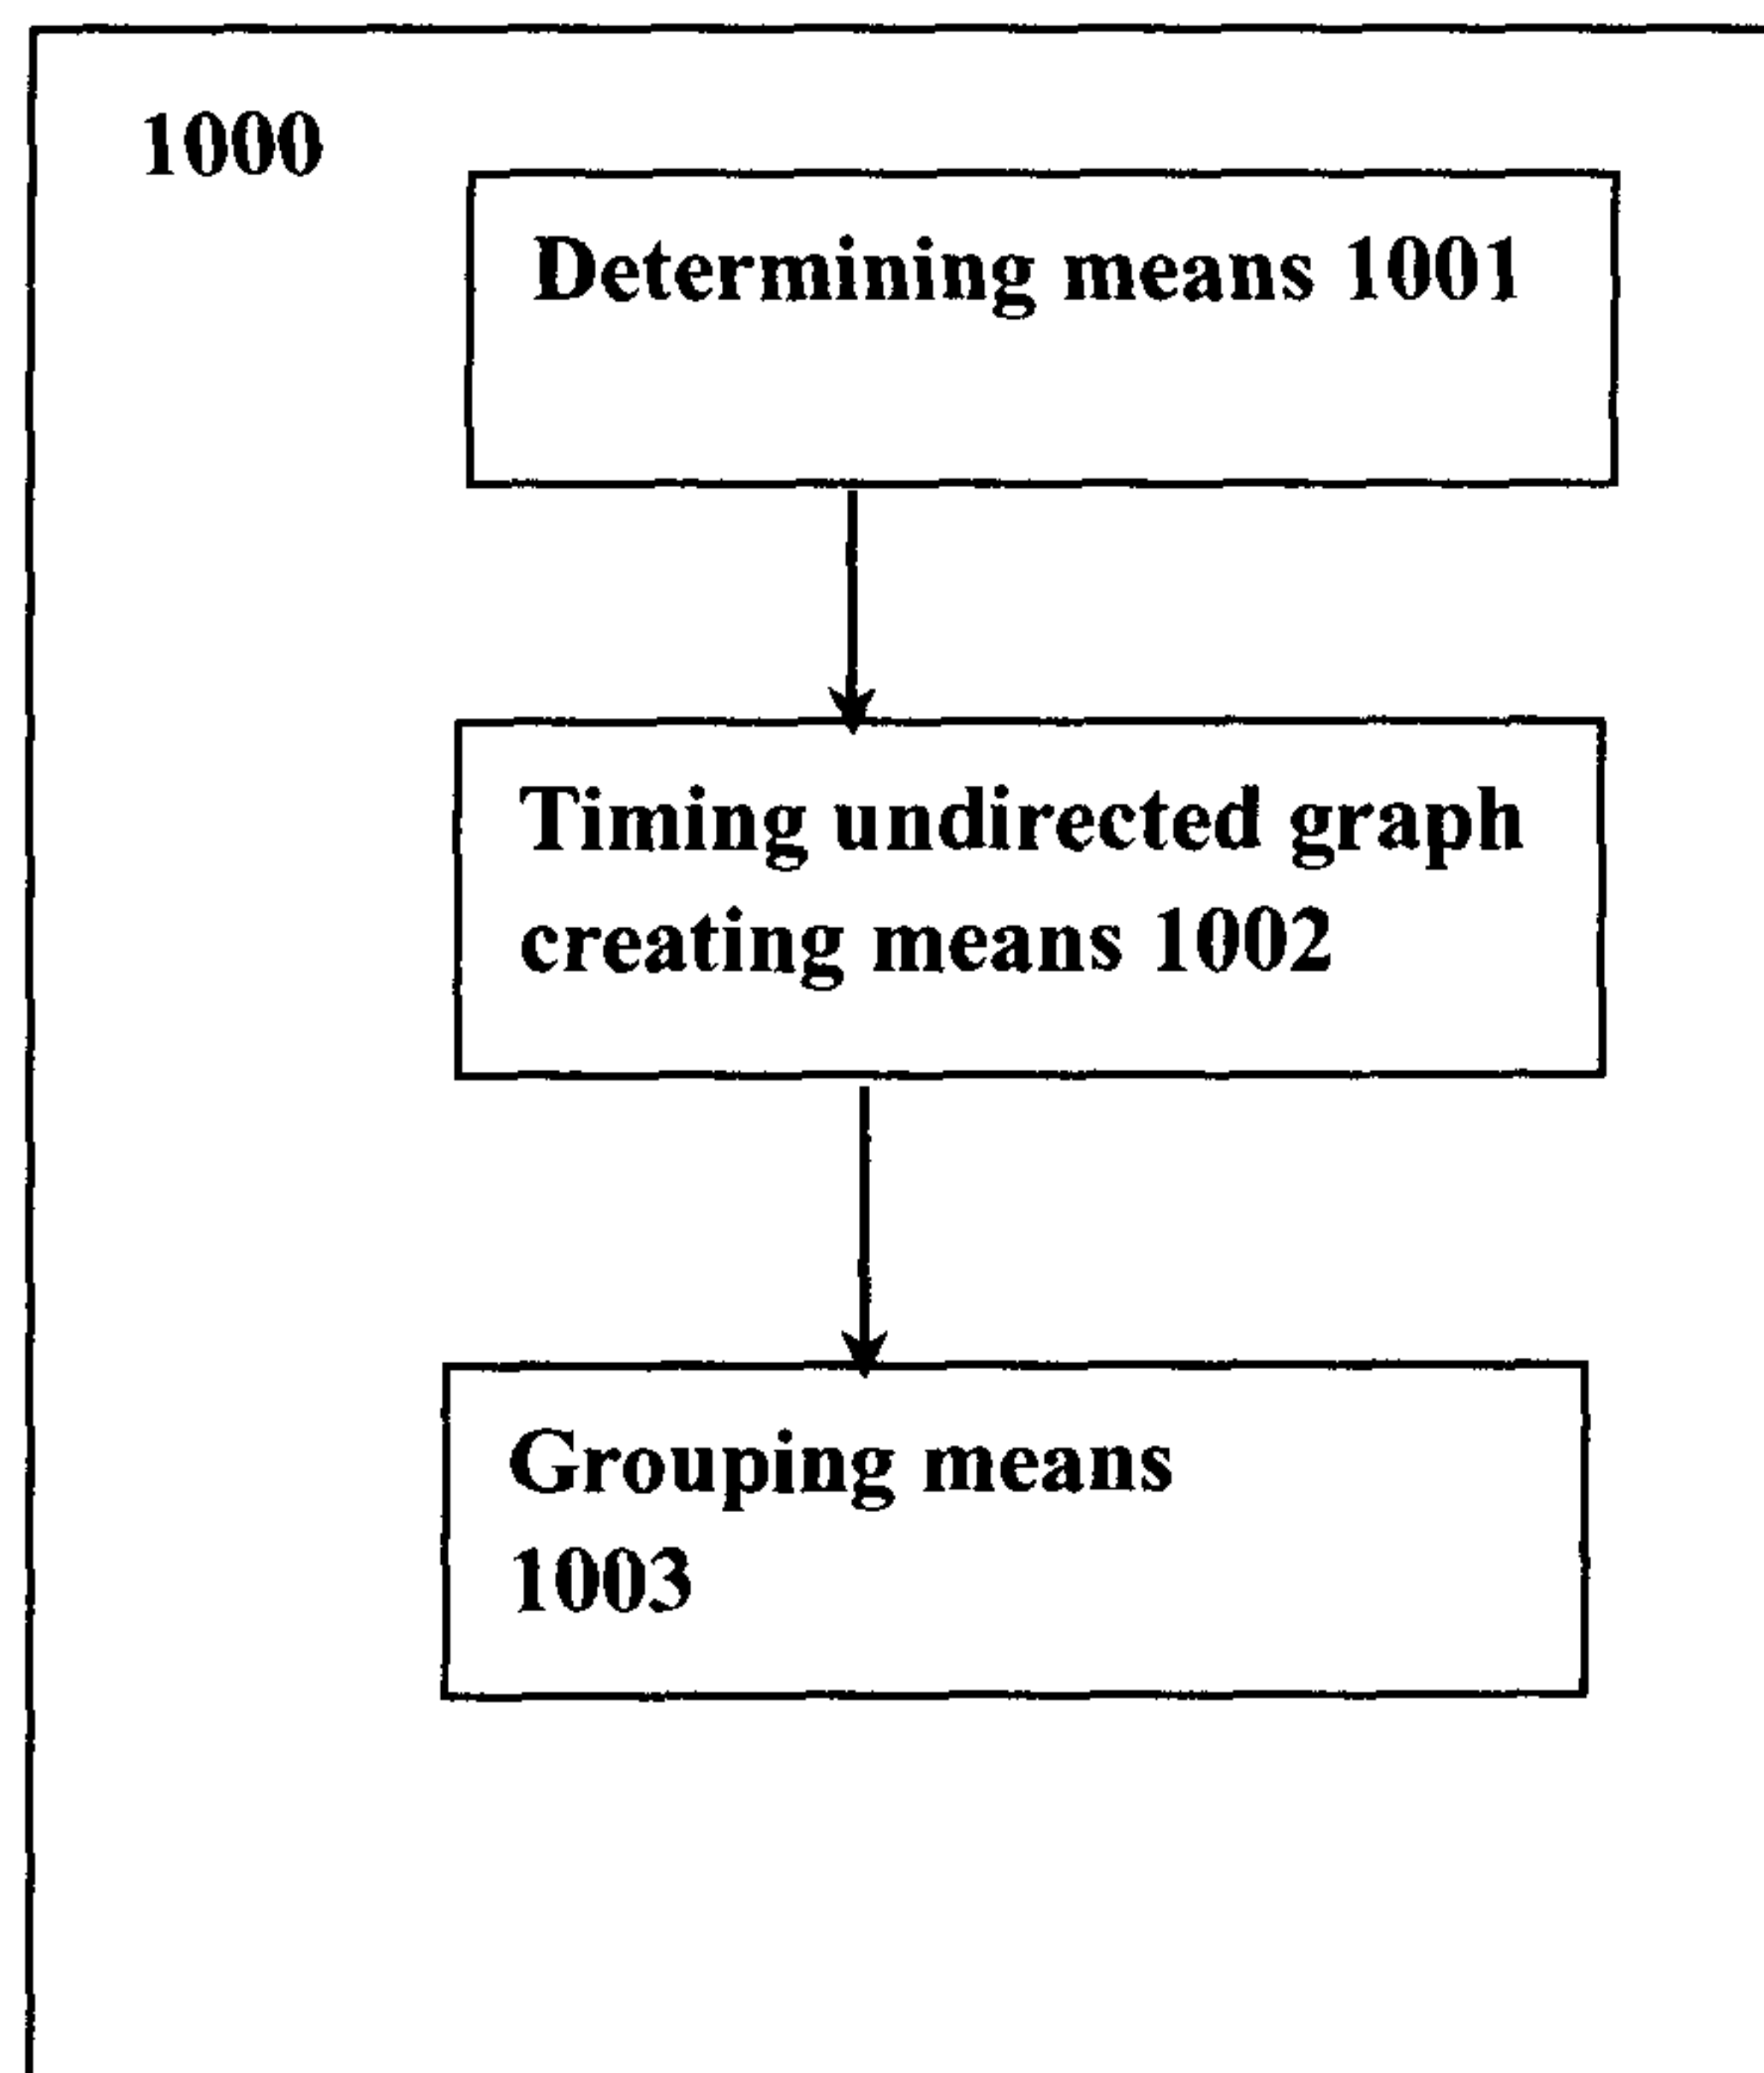 1000
Determining means 1001
Timing undirected graph
creating means 1002
Grouping means
1003